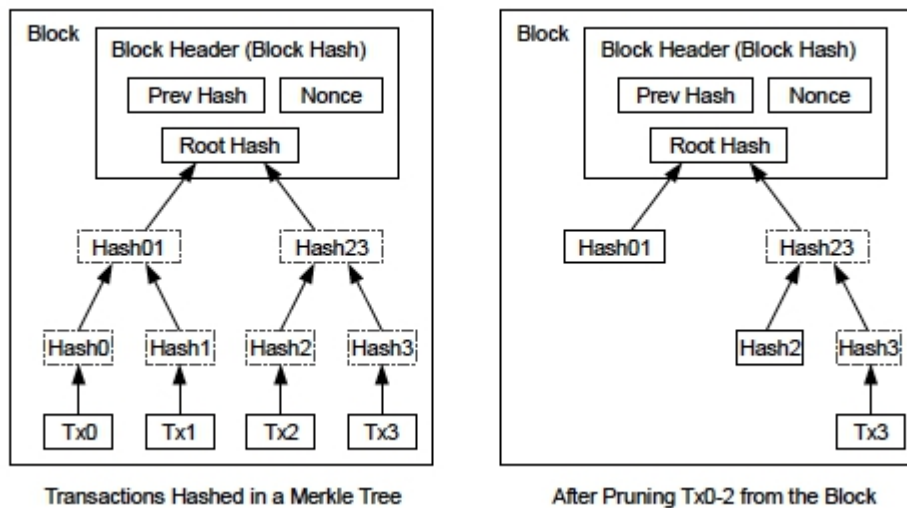 Block
Block Header (Block Hash)
Prev Hash
Nonce
Root Hash
Hash01
Hash23
Hash0
Hash1
Hash2
Hash3
Tx0
Tx1
Tx2
Tx3
Transactions Hashed in a Merkle Tree
Block
Block Header (Block Hash)
Prev Hash
Nonce
Root Hash
Hash01
Hash23
Hash2
Hash3
Tx3
After Pruning Tx0-2 from the Block